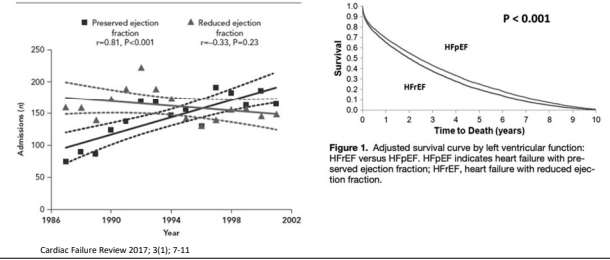 Preserved ejection fraction
r=0.81, P<0.001
Reduced ejection fraction
r=–0.33, P=0.23
250
200
150
100
50
0
Admissions (n)
1986
1990
1994
1998
2002
Year
Cardiac Failure Review 2017; 3(1); 7-11
1.0
0.9
0.8
0.7
0.6
0.5
0.4
0.3
0.2
0.1
0.0
Survival
P < 0.001
HFpEF
HFrEF
0 1 2 3 4 5 6 7 8 9 10
Time to Death (years)
Figure 1. Adjusted survival curve by left ventricular function:
HFrEF versus HFpEF. HFpEF indicates heart failure with pre-
served ejection fraction; HFrEF, heart failure with reduced ejec-
tion fraction.